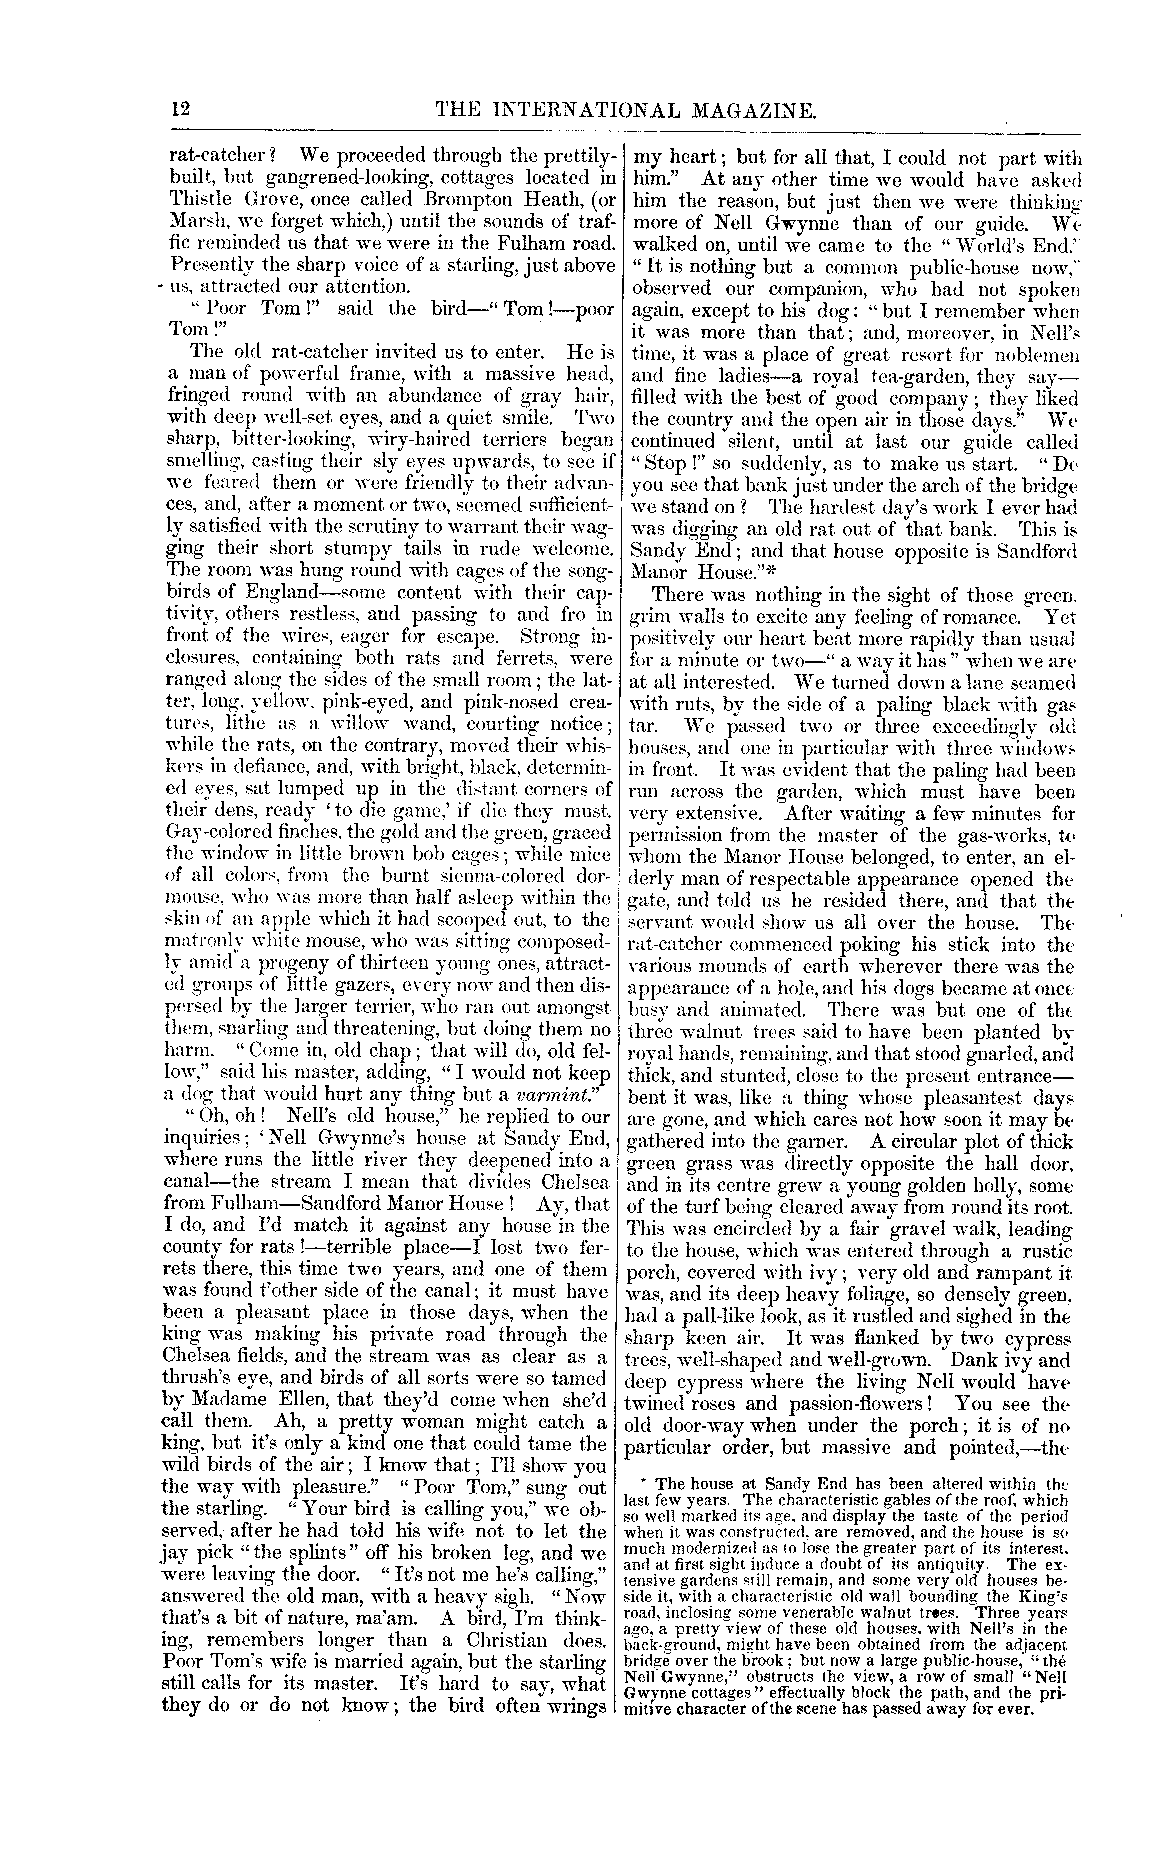 12
THE INTERNATIONAL MAGAZINE.
rat-catcher? We proceeded through the prettily-
built, but gangrened-looking, cottages located in
Thistle Grove, once called Brompton Heath, (or
Marsh, we forget which,) until the sounds of traf-
fic reminded us that we were in the Fulham road.
Presently the sharp voice of a starling, just above
us, attracted our attention.
“Poor Tom!” said the bird—“Tom!—poor
Tom!”
The old rat-catcher invited us to enter. He is
a man of powerful frame, with a massive head,
fringed round with an abundance of gray hair,
with deep well-set eyes, and a quiet smile. Two
sharp, bitter-looking, wiry-haired terriers began
smelling, casting their sly eyes upwards, to see if
we feared them or were friendly to their advan-
ces, and, after a moment or two, seemed sufficient-
ly satisfied with the scrutiny to warrant their wag-
ging their short stumpy tails in rude welcome.
The room was hung round with cages of the song-
birds of England—some content with their cap-
tivity, others restless, and passing to and fro in
front of the wires, eager for escape. Strong in-
closures, containing both rats and ferrets, were
ranged along the sides of the small room; the lat-
ter, long, yellow, pink-eyed, and pink-nosed crea-
tures, lithe as a willow wand, courting notice;
while the rats, on the contrary, moved their whis-
kers in defiance, and, with bright, black, determin-
ed eyes, sat lumped up in the distant corners of
their dens, ready ‘to die game,’ if die they must.
Gay-colored finches, the gold and the green, graced
the window in little brown bob cages; while mice
of all colors, from the burnt sienna-colored dor-
mouse, who was more than half asleep within the
skin of an apple which it had scooped out, to the
matronly white mouse, who was sitting composed-
ly amid a progeny of thirteen young ones, attract-
ed groups of little gazers, every now and then dis-
persed by the larger terrier, who ran out amongst
them, snarling and threatening, but doing them no
harm. “Come in, old chap; that will do, old fel-
low,” said his master, adding, “I would not keep
a dog that would hurt any thing but a varmint.”
“Oh, oh! Nell's old house,” he replied to our
inquiries; ‘Nell Gwynne's house at Sandy End,
where runs the little river they deepened into a
canal—the stream I mean that divides Chelsea
from Fulham—Sandford Manor House! Ay, that
I do, and I'd match it against any house in the
county for rats!—terrible place—I lost two fer-
rets there, this time two years, and one of them
was found t'other side of the canal; it must have
been a pleasant place in those days, when the
king was making his private road through the
Chelsea fields, and the stream was as clear as a
thrush's eye, and birds of all sorts were so tamed
by Madame Ellen, that they'd come when she'd
call them. Ah, a pretty woman might catch a
king, but it's only a kind one that could tame the
wild birds of the air; I know that; I'll show you
the way with pleasure.” “Poor Tom,” sung out
the starling. “Your bird is calling you,” we ob-
served, after he had told his wife not to let the
jay pick “the splints” off his broken leg, and we
were leaving the door. “It's not me he's calling,”
answered the old man, with a heavy sigh. “Now
that's a bit of nature, ma'am. A bird, I'm think-
ing, remembers longer than a Christian does.
Poor Tom's wife is married again, but the starling
still calls for its master. It's hard to say, what
they do or do not know; the bird often wrings
my heart; but for all that, I could not part with
him.” At any other time we would have asked
him the reason, but just then we were thinking
more of Nell Gwynne than of our guide. We
walked on, until we came to the “World's End.”
“It is nothing but a common public-house now,”
observed our companion, who had not spoken
again, except to his dog: “but I remember when
it was more than that; and, moreover, in Nell's
time, it was a place of great resort for noblemen
and fine ladies—a royal tea-garden, they say—
filled with the best of good company; they liked
the country and the open air in those days.” We
continued silent, until at last our guide called
“Stop!” so suddenly, as to make us start. “Do
you see that bank just under the arch of the bridge
we stand on? The hardest day's work I ever had
was digging an old rat out of that bank. This is
Sandy End; and that house opposite is Sandford
Manor House.”*
There was nothing in the sight of those green,
grim walls to excite any feeling of romance. Yet
positively our heart beat more rapidly than usual
for a minute or two—“a way it has” when we are
at all interested. We turned down a lane seamed
with ruts, by the side of a paling black with gas
tar. We passed two or three exceedingly old
houses, and one in particular with three windows
in front. It was evident that the paling had been
run across the garden, which must have been
very extensive. After waiting a few minutes for
permission from the master of the gas-works, to
whom the Manor House belonged, to enter, an el-
derly man of respectable appearance opened the
gate, and told us he resided there, and that the
servant would show us all over the house. The
rat-catcher commenced poking his stick into the
various mounds of earth wherever there was the
appearance of a hole, and his dogs became at once
busy and animated. There was but one of the
three walnut trees said to have been planted by
royal hands, remaining, and that stood gnarled, and
thick, and stunted, close to the present entrance—
bent it was, like a thing whose pleasantest days
are gone, and which cares not how soon it may be
gathered into the garner. A circular plot of thick
green grass was directly opposite the hall door,
and in its centre grew a young golden holly, some
of the turf being cleared away from round its root.
This was encircled by a fair gravel walk, leading
to the house, which was entered through a rustic
porch, covered with ivy; very old and rampant it
was, and its deep heavy foliage, so densely green,
had a pall-like look, as it rustled and sighed in the
sharp keen air. It was flanked by two cypress
trees, well-shaped and well-grown. Dank ivy and
deep cypress where the living Nell would have
twined roses and passion-flowers! You see the
old door-way when under the porch; it is of no
particular order, but massive and pointed,—the
* The house at Sandy End has been altered within the
last few years. The characteristic gables of the roof, which
so well marked its age, and display the taste of the period
when it was constructed, are removed, and the house is so
much modernized as to lose the greater part of its interest,
and at first sight induce a doubt of its antiquity. The ex-
tensive gardens still remain, and some very old houses be-
side it, with a characteristic old wall bounding the King's
road, inclosing some venerable walnut trees. Three years
ago, a pretty view of these old houses, with Nell's in the
back-ground, might have been obtained from the adjacent
bridge over the brook; but now a large public-house, “the
Nell Gwynne,” obstructs the view, a row of small “Nell
Gwynne cottages” effectually block the path, and the pri-
mitive character of the scene has passed away for ever.